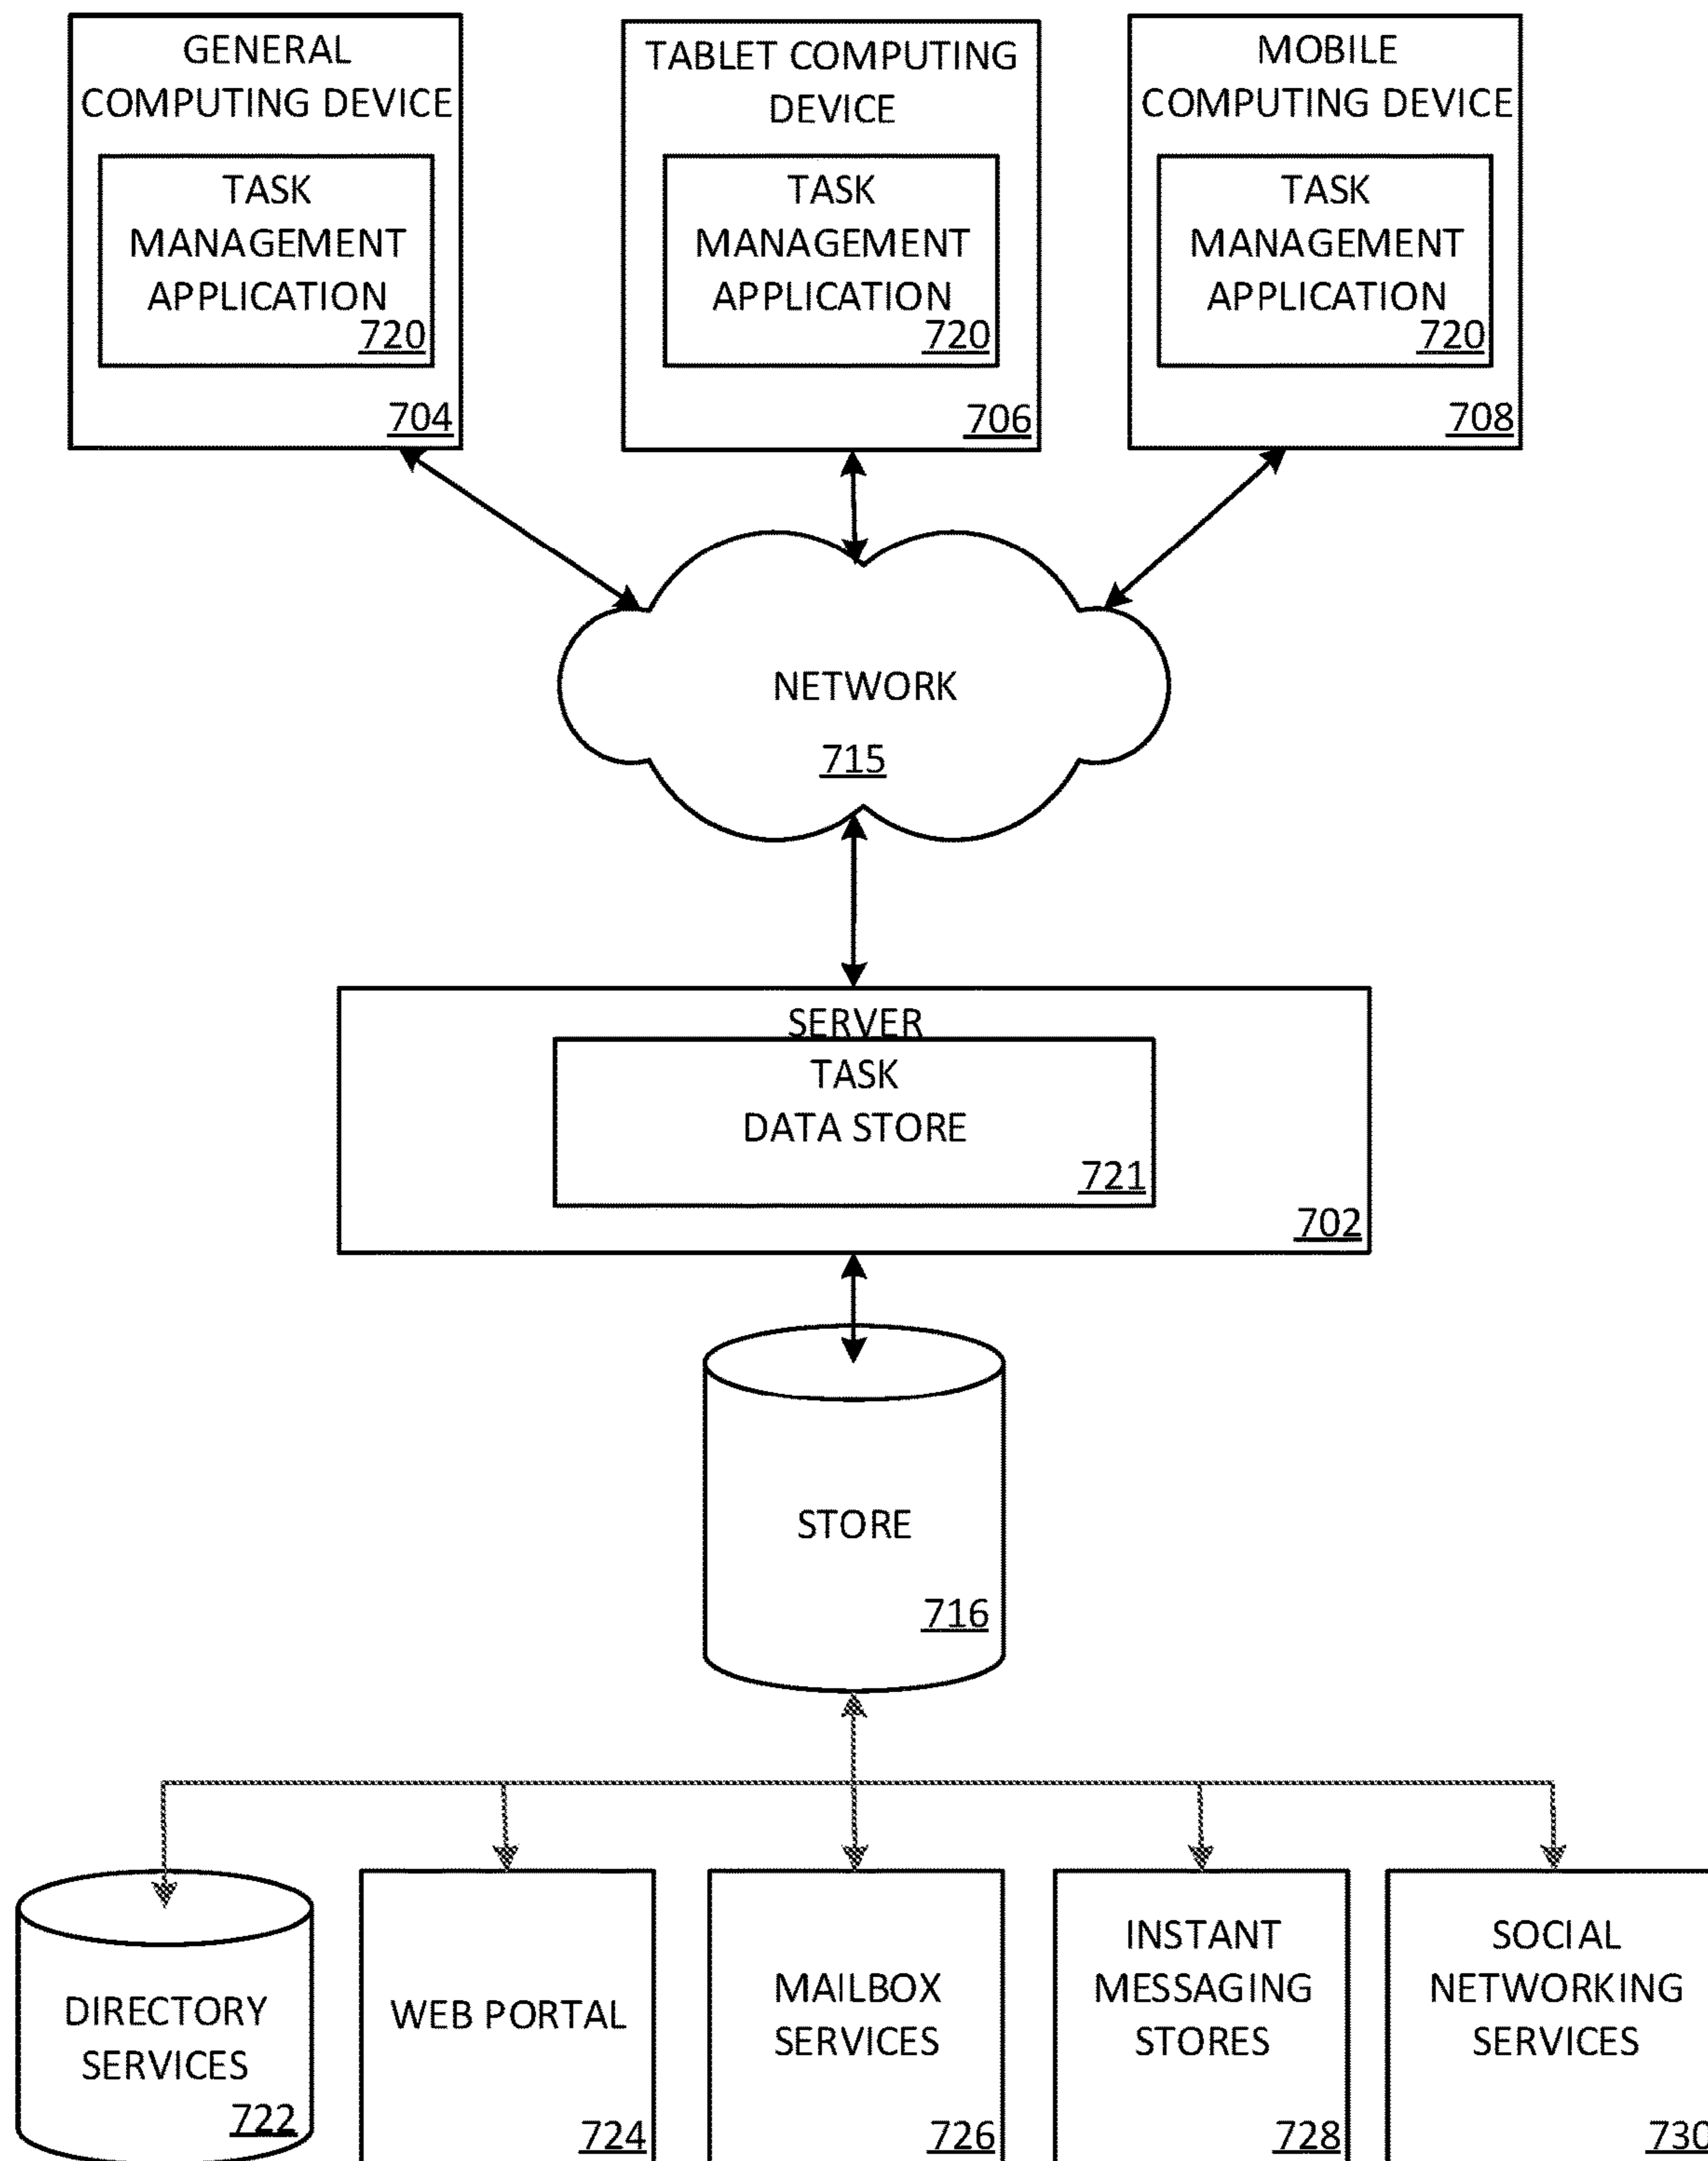 GENERAL
COMPUTING DEVICE
TASK
MANAGEMENT
APPLICATION
720
704
TABLET COMPUTING
DEVICE
TASK
MANAGEMENT
APPLICATION
720
706
MOBILE
COMPUTING DEVICE
TASK
MANAGEMENT
APPLICATION
720
708
NETWORK
715
SERVER
TASK
DATA STORE
721
702
STORE
716
DIRECTORY
SERVICES
722
WEB PORTAL
724
MAILBOX
SERVICES
726
INSTANT
MESSAGING
STORES
728
SOCIAL
NETWORKING
SERVICES
730